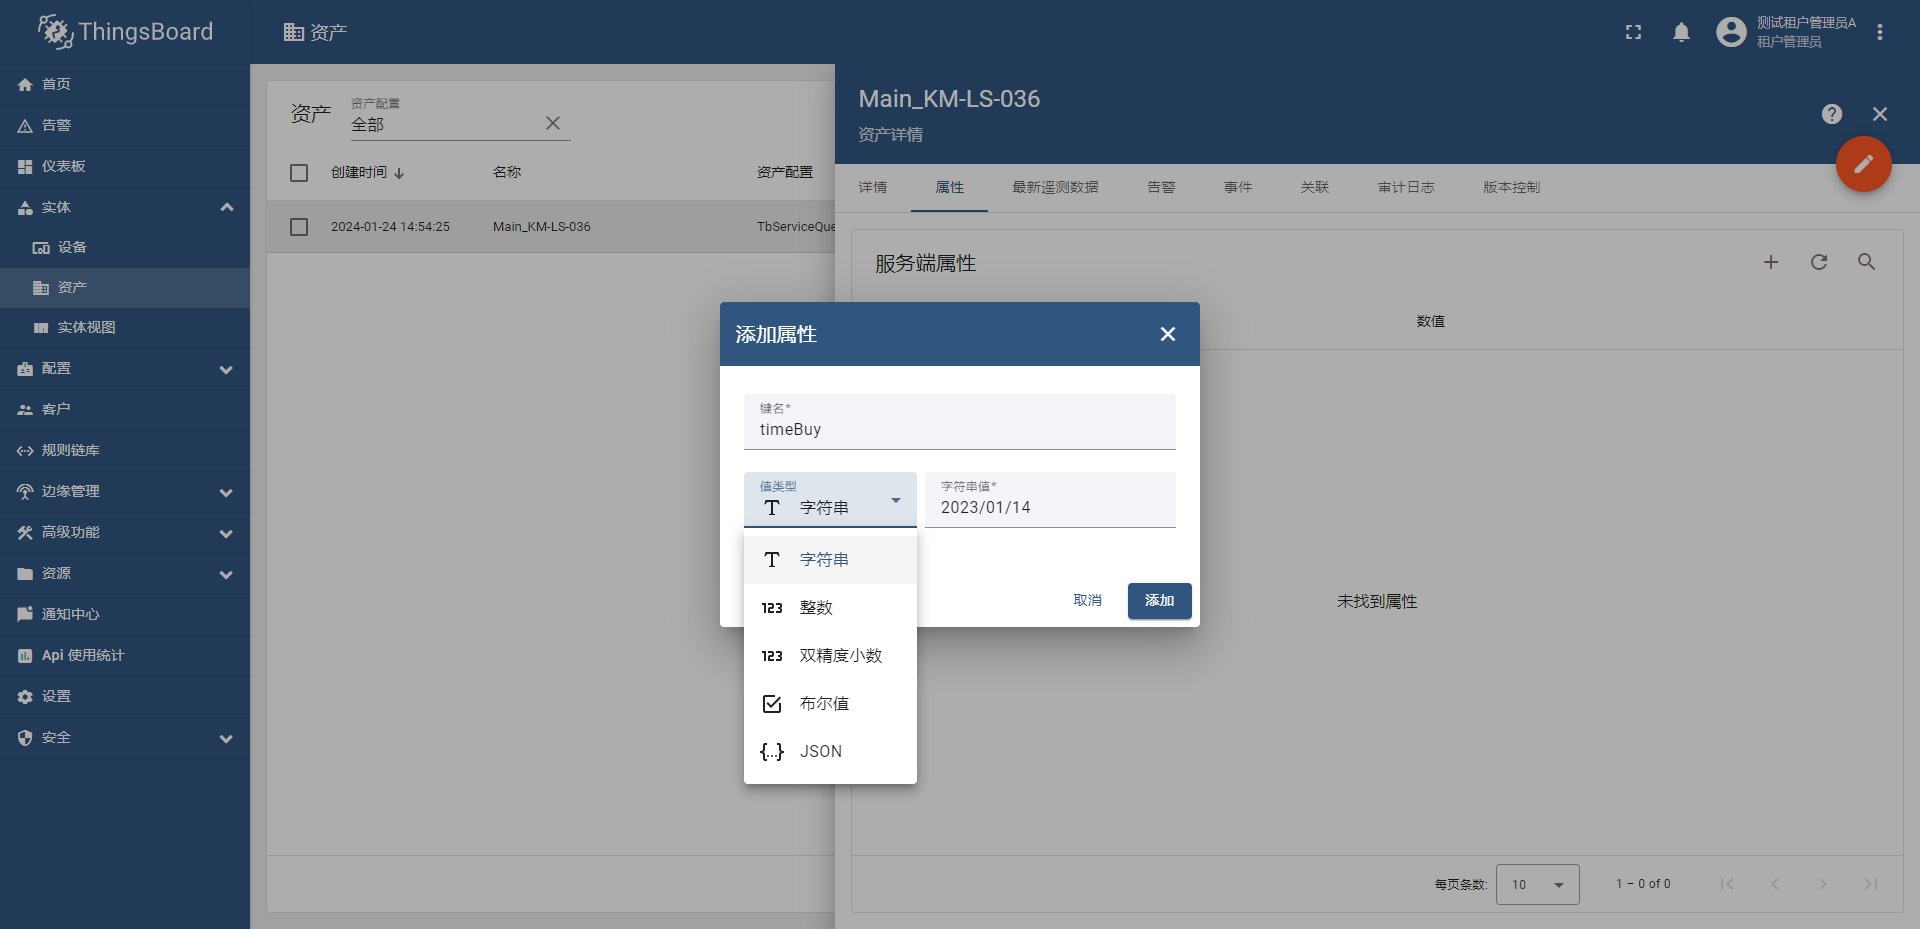 ThingsBoard
资产
测试租户管理员A
租户管理员
首页
告警
仪表板
实体
设备
资产
实体视图
配置
客户
规则链库
边缘管理
高级功能
资源
通知中心
Api 使用统计
设置
安全
资产
资产配置
全部
创建时间
名称
资产配置
2024-01-24 14:54:25
Main_KM-LS-036
TbServiceQue
Main_KM-LS-036
资产详情
详情
属性
最新遥测数据
告警
事件
关联
审计日志
版本控制
服务端属性
数值
未找到属性
每页条数:
10
1 – 0 of 0
添加属性
键名*
timeBuy
值类型
字符串
字符串值*
2023/01/14
字符串
123 整数
123 双精度小数
布尔值
{...} JSON
取消
添加